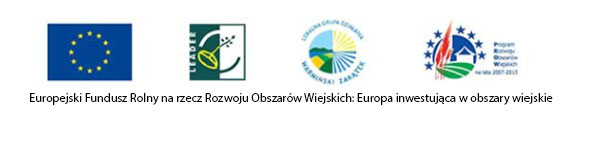 LEADER
LOKALNA GRUPA DZIAŁANIA
WARMIŃSKI ZAKĄTEK
Program
Rozwoju
Obszarów
Wiejskich
na lata 2007-2013
Europejski Fundusz Rolny na rzecz Rozwoju Obszarów Wiejskich: Europa inwestująca w obszary wiejskie